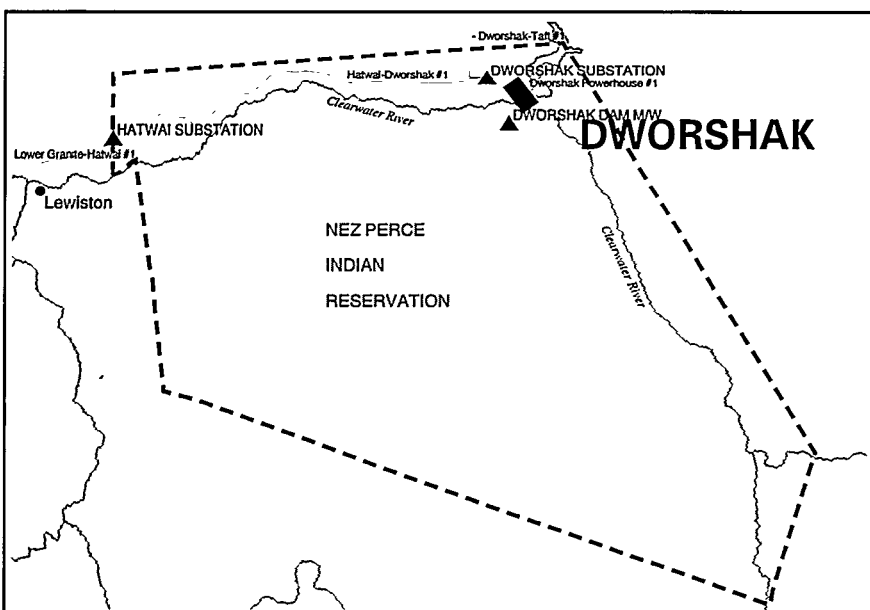 - Dworshak-Taft #1
Hatwai-Dworshak #1
DWORSHAK SUBSTATION
Dworshak Powerhouse #1
Clearwater River
DWORSHAK DAM M/W
DWORSHAK
HATWAI SUBSTATION
Lower Granite-Hatwai #1
Lewiston
NEZ PERCE
INDIAN
RESERVATION
Clearwater River